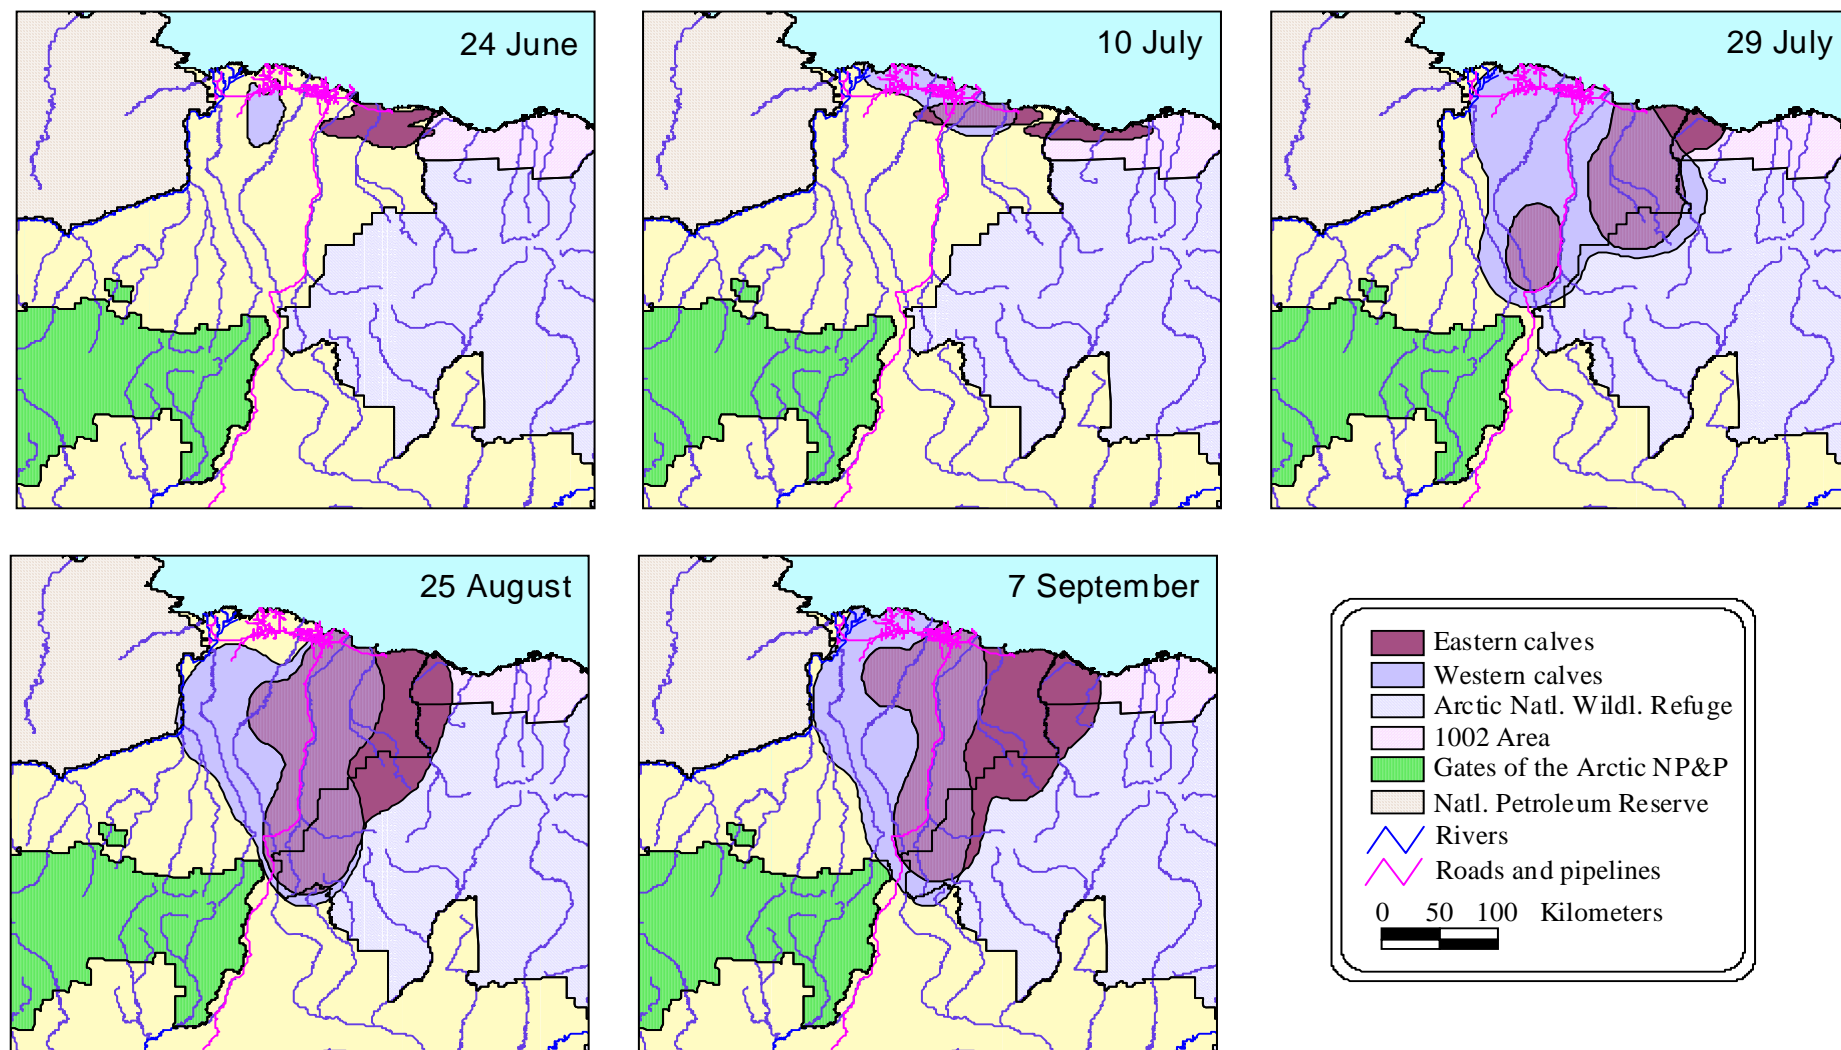 24 June
10 July
29 July
25 August
7 September
Eastern calves
Western calves
Arctic Natl. Wildl. Refuge
1002 Area
Gates of the Arctic NP&P
Natl. Petroleum Reserve
Rivers
Roads and pipelines
0 50 100 Kilometers